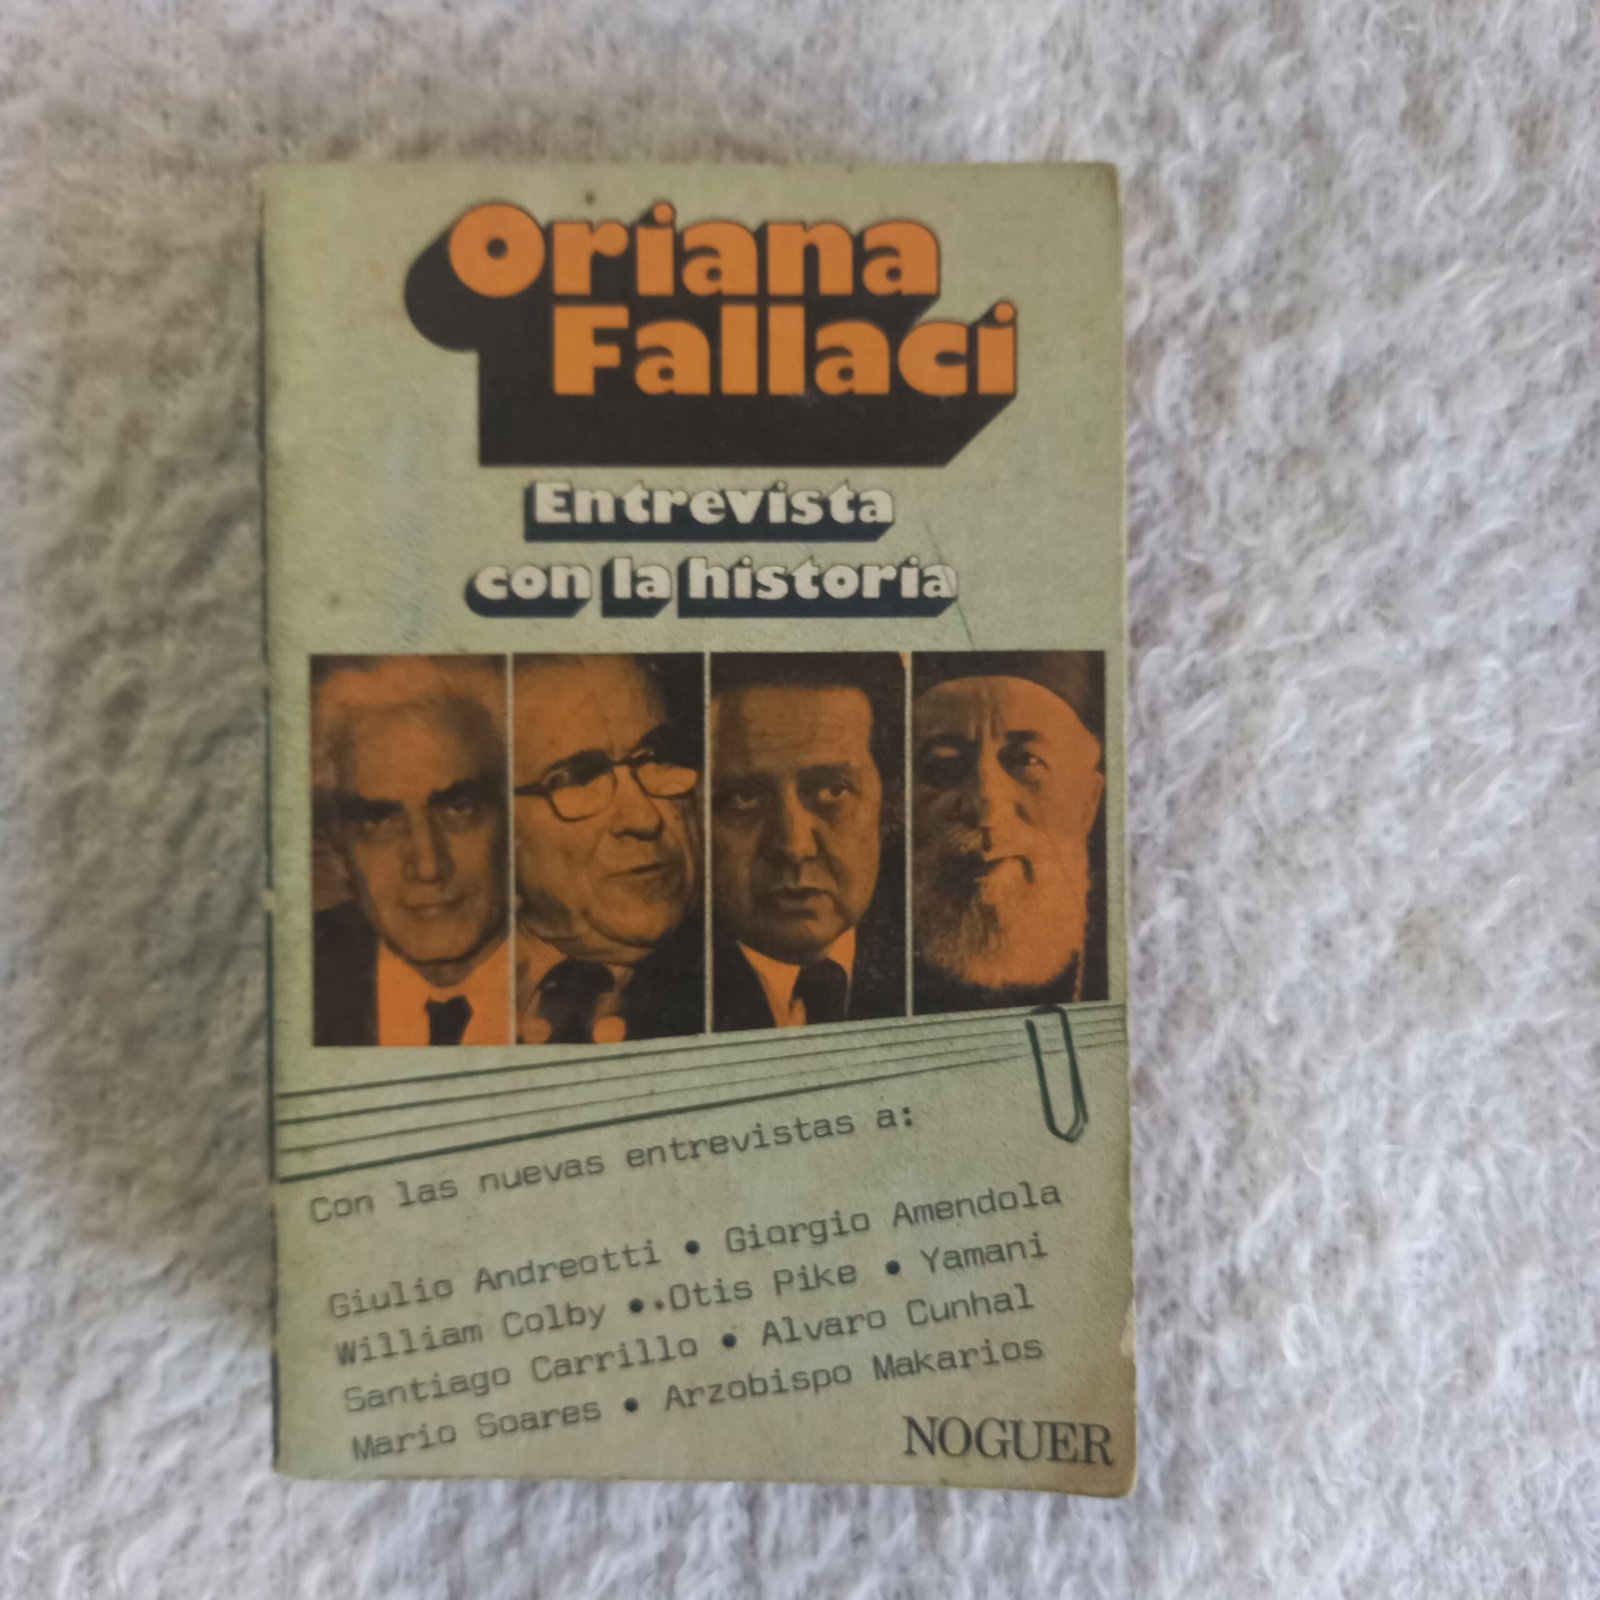 Oriana
Fallaci
Entrevista
con la historia
Con las nuevas entrevistas a:
Giulio Andreotti • Giorgio Amendola
William Colby • Otis Pike • Yamani
Santiago Carrillo • Alvaro Cunhal
Mario Soares • Arzobispo Makarios
NOGUER